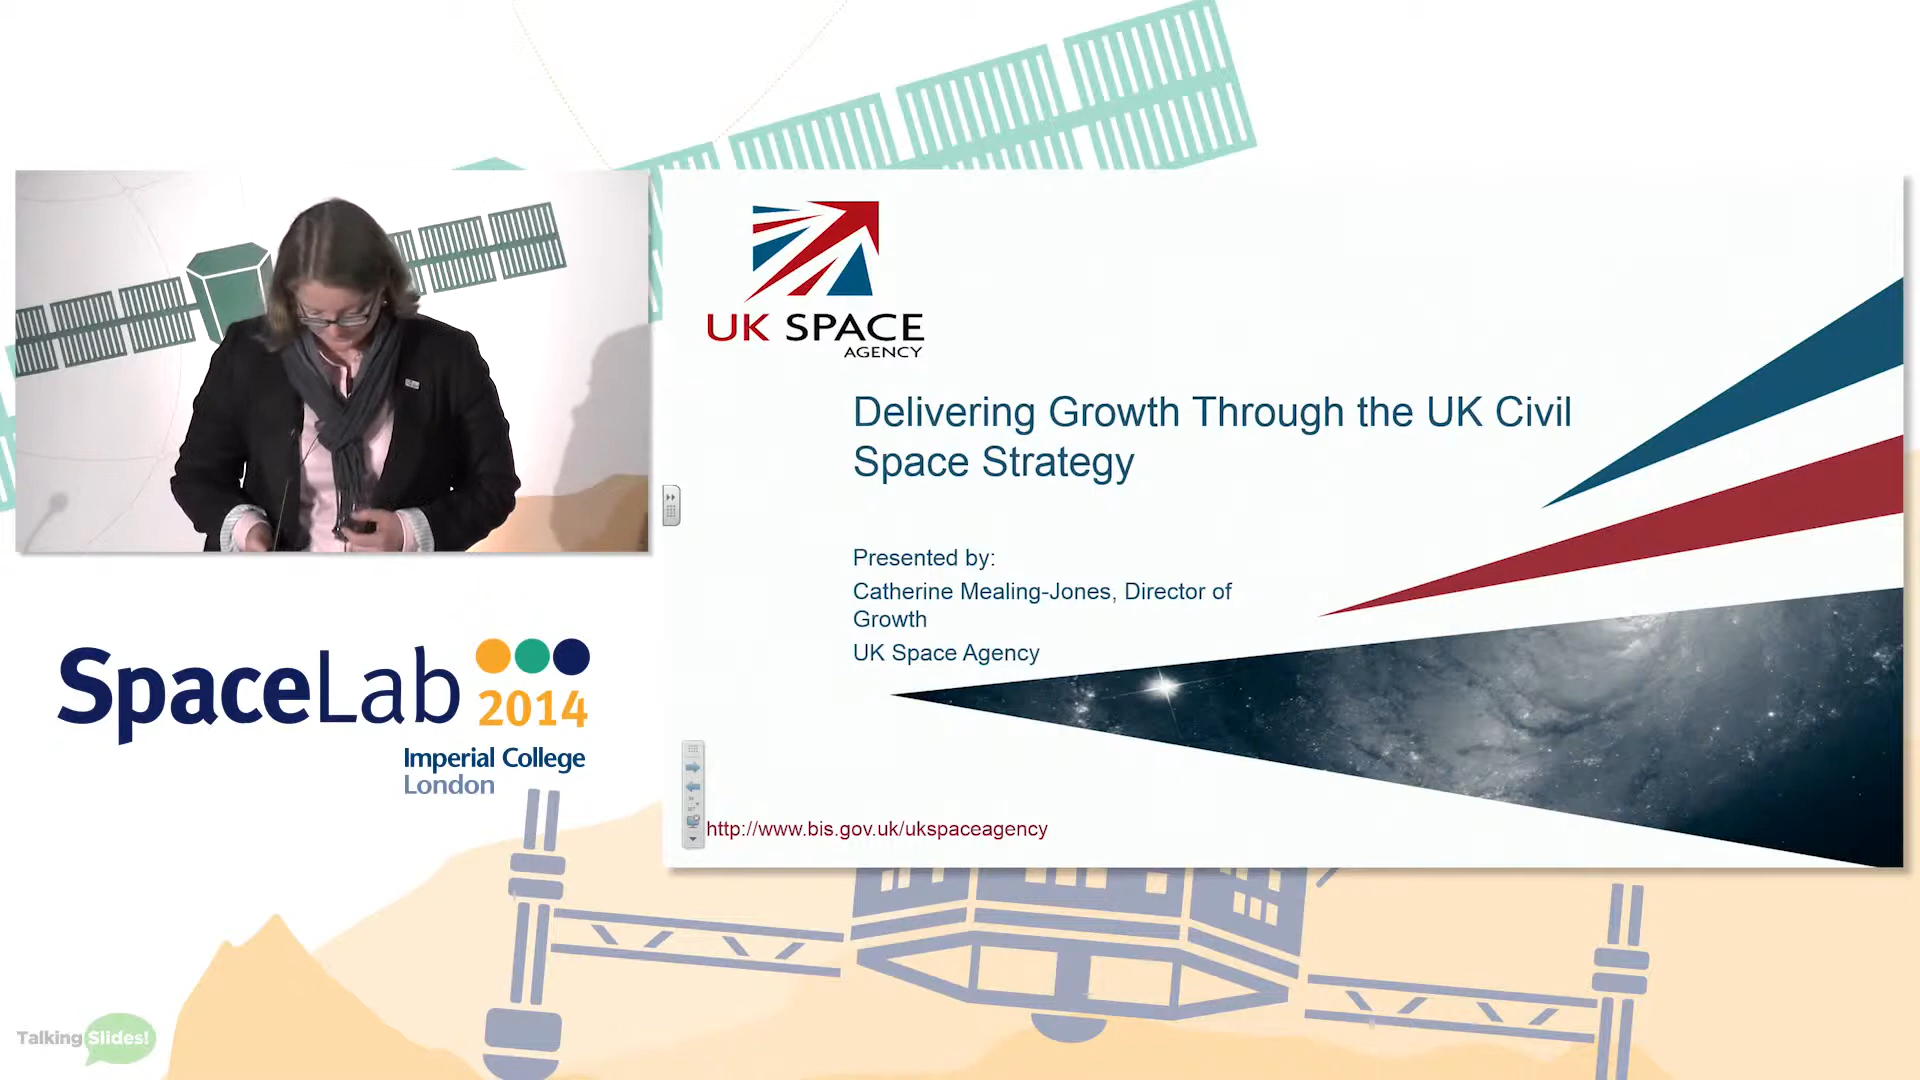 UK SPACE
AGENCY
Delivering Growth Through the UK Civil
Space Strategy
Presented by:
Catherine Mealing-Jones, Director of
Growth
UK Space Agency
http://www.bis.gov.uk/ukspaceagency
SpaceLab
2014
Imperial College
London
Talking Slides!